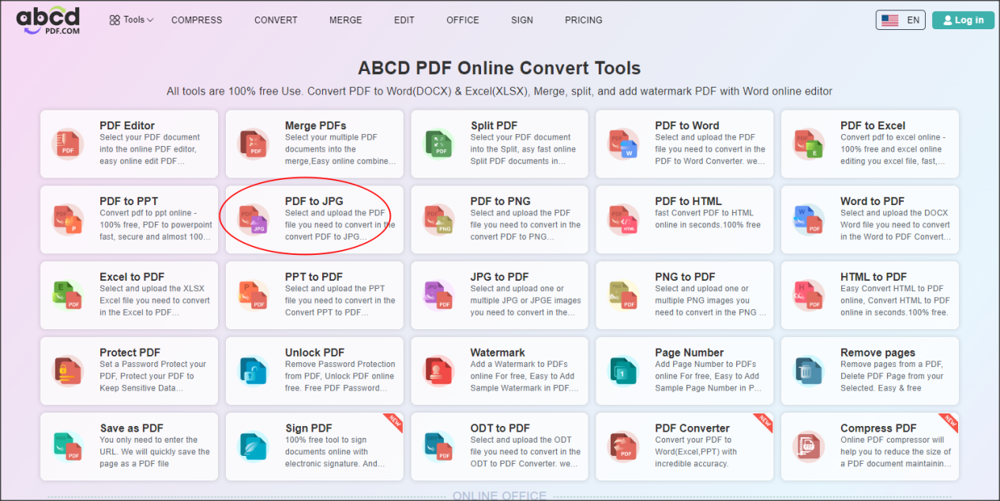 abcd
PDF.COM
Tools
COMPRESS
CONVERT
MERGE
EDIT
OFFICE
SIGN
PRICING
EN
Log in
ABCD PDF Online Convert Tools
All tools are 100% free Use. Convert PDF to Word(DOCX) & Excel(XLSX), Merge, split, and add watermark PDF with Word online editor
PDF Editor
Select your PDF document
into the online PDF editor,
easy online edit PDF...
Merge PDFs
Select your multiple PDF
documents into the
merge,Easy online combine...
Split PDF
Select your PDF document
into the Split, asy fast online
Split PDF documents in...
PDF to Word
Select and upload the PDF
file you need to convert in the
PDF to Word Converter. we...
PDF to Excel
Convert pdf to excel online -
100% free and excel online
editing you excel file, fast,...
PDF to PPT
Convert pdf to ppt online -
100% free, PDF to powerpoint
fast, secure and almost 100...
PDF to JPG
Select and upload the PDF
file you need to convert in the
convert PDF to JPG...
PDF to PNG
Select and upload the PDF
file you need to convert in the
convert PDF to PNG...
PDF to HTML
fast Convert PDF to HTML
online in seconds.100% free
Word to PDF
Select and upload the DOCX
Word file you need to convert
in the Word to PDF Convert...
Excel to PDF
Select and upload the XLSX
Excel file you need to convert
in the Excel to PDF...
PPT to PDF
Select and upload the PPT
file you need to convert in the
Convert PPT to PDF...
JPG to PDF
Select and upload one or
multiple JPG or JPGE images
you need to convert in the...
PNG to PDF
Select and upload one or
multiple PNG images you
need to convert in the PNG ...
HTML to PDF
Easy Convert HTML to PDF
online, Convert HTML to PDF
online in seconds.100% free.
Protect PDF
Set a Password Protect your
PDF, Protect your PDF to
Keep Sensitive Data...
Unlock PDF
Remove Password Protection
from PDF, Unlock PDF online
free. Free PDF Password...
Watermark
Add a Watermark to PDFs
online For free, Easy to Add
Sample Watermark in PDF....
Page Number
Add Page Number to PDFs
online For free, Easy to Add
Sample Page Number in P...
Remove pages
Remove pages from a PDF,
Delete PDF Page from your
Selected. Easy & free
Save as PDF
You only need to enter the
URL. We will quickly save the
page as a PDF file
Sign PDF
100% free tool to sign
documents online with
electronic signature. And...
NEW
ODT to PDF
Select and upload the ODT
file you need to convert in the
ODT to PDF Converter. we...
PDF Converter
Convert your PDF to
Word(Excel,PPT) with
incredible accuracy.
NEW
Compress PDF
Online PDF compressor will
help you to reduce the size of
a PDF document maintainin...
NEW
ONLINE OFFICE